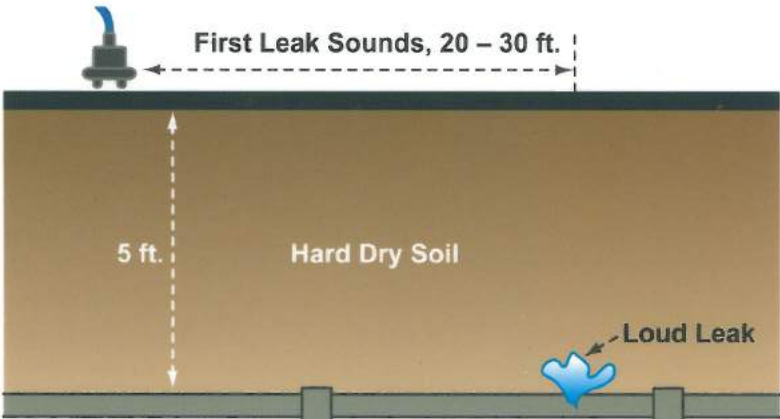 First Leak Sounds, 20 – 30 ft.
5 ft.
Hard Dry Soil
Loud Leak